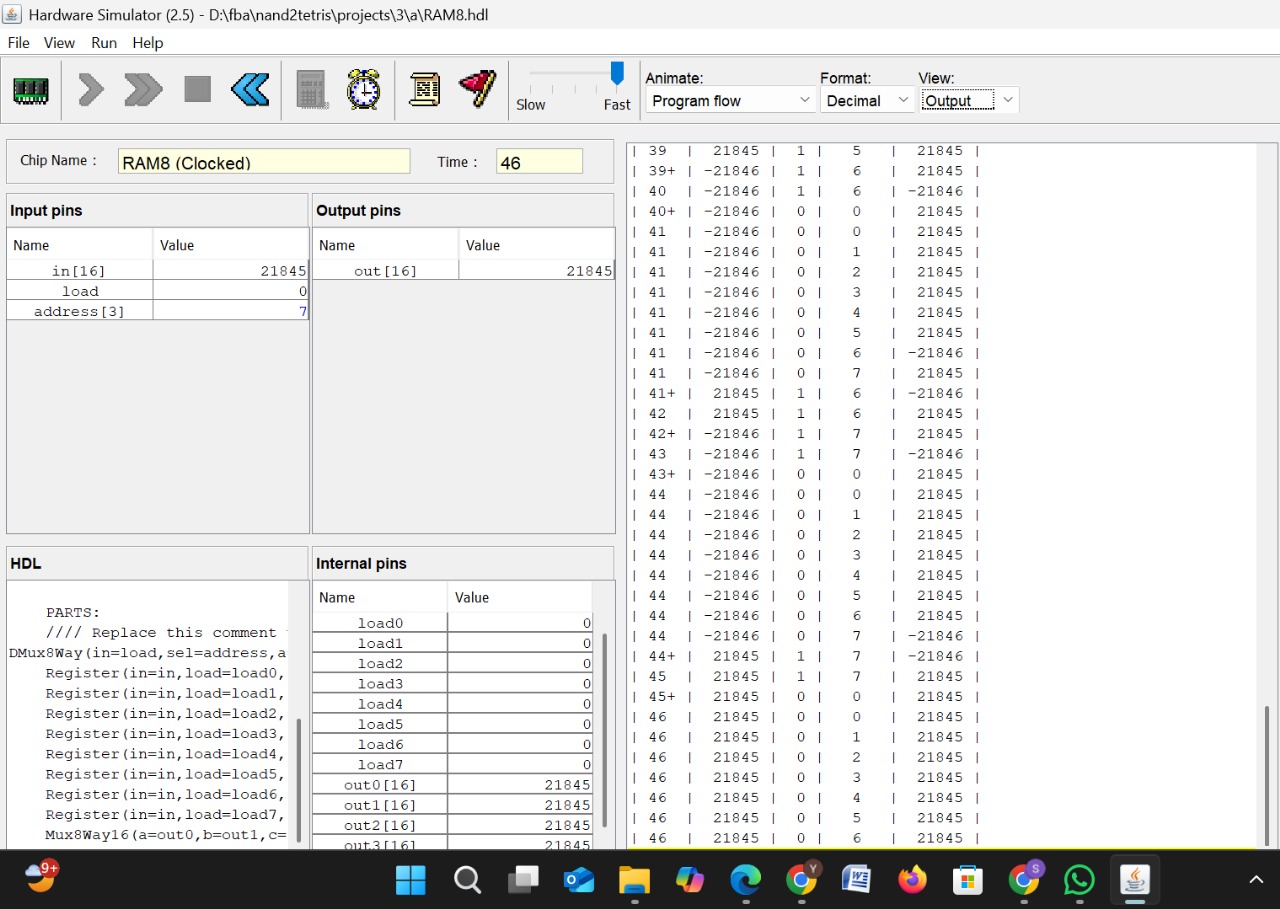 Hardware Simulator (2.5) - D:\fba\nand2tetris\projects\3\a\RAM8.hdl
File View Run Help
Slow Fast
Animate: Format: View:
Program flow Decimal Output
Chip Name : RAM8 (Clocked) Time : 46
Input pins
Name Value
in[16] 21845
load 0
address[3] 7
Output pins
Name Value
out[16] 21845
HDL
PARTS:
//// Replace this comment
DMux8Way(in=load,sel=address,a
Register(in=in,load=load0,
Register(in=in,load=load1,
Register(in=in,load=load2,
Register(in=in,load=load3,
Register(in=in,load=load4,
Register(in=in,load=load5,
Register(in=in,load=load6,
Register(in=in,load=load7,
Mux8Way16(a=out0,b=out1,c=
Internal pins
Name Value
load0 0
load1 0
load2 0
load3 0
load4 0
load5 0
load6 0
load7 0
out0[16] 21845
out1[16] 21845
out2[16] 21845
out3[16] 21845
| 39 | 21845 | 1 | 5 | 21845 |
| 39+ | -21846 | 1 | 6 | 21845 |
| 40 | -21846 | 1 | 6 | -21846 |
| 40+ | -21846 | 0 | 0 | 21845 |
| 41 | -21846 | 0 | 0 | 21845 |
| 41 | -21846 | 0 | 1 | 21845 |
| 41 | -21846 | 0 | 2 | 21845 |
| 41 | -21846 | 0 | 3 | 21845 |
| 41 | -21846 | 0 | 4 | 21845 |
| 41 | -21846 | 0 | 5 | 21845 |
| 41 | -21846 | 0 | 6 | -21846 |
| 41 | -21846 | 0 | 7 | 21845 |
| 41+ | 21845 | 1 | 6 | -21846 |
| 42 | 21845 | 1 | 6 | 21845 |
| 42+ | -21846 | 1 | 7 | 21845 |
| 43 | -21846 | 1 | 7 | -21846 |
| 43+ | -21846 | 0 | 0 | 21845 |
| 44 | -21846 | 0 | 0 | 21845 |
| 44 | -21846 | 0 | 1 | 21845 |
| 44 | -21846 | 0 | 2 | 21845 |
| 44 | -21846 | 0 | 3 | 21845 |
| 44 | -21846 | 0 | 4 | 21845 |
| 44 | -21846 | 0 | 5 | 21845 |
| 44 | -21846 | 0 | 6 | 21845 |
| 44 | -21846 | 0 | 7 | -21846 |
| 44+ | 21845 | 1 | 7 | -21846 |
| 45 | 21845 | 1 | 7 | 21845 |
| 45+ | 21845 | 0 | 0 | 21845 |
| 46 | 21845 | 0 | 0 | 21845 |
| 46 | 21845 | 0 | 1 | 21845 |
| 46 | 21845 | 0 | 2 | 21845 |
| 46 | 21845 | 0 | 3 | 21845 |
| 46 | 21845 | 0 | 4 | 21845 |
| 46 | 21845 | 0 | 5 | 21845 |
| 46 | 21845 | 0 | 6 | 21845 |
9+ Y S